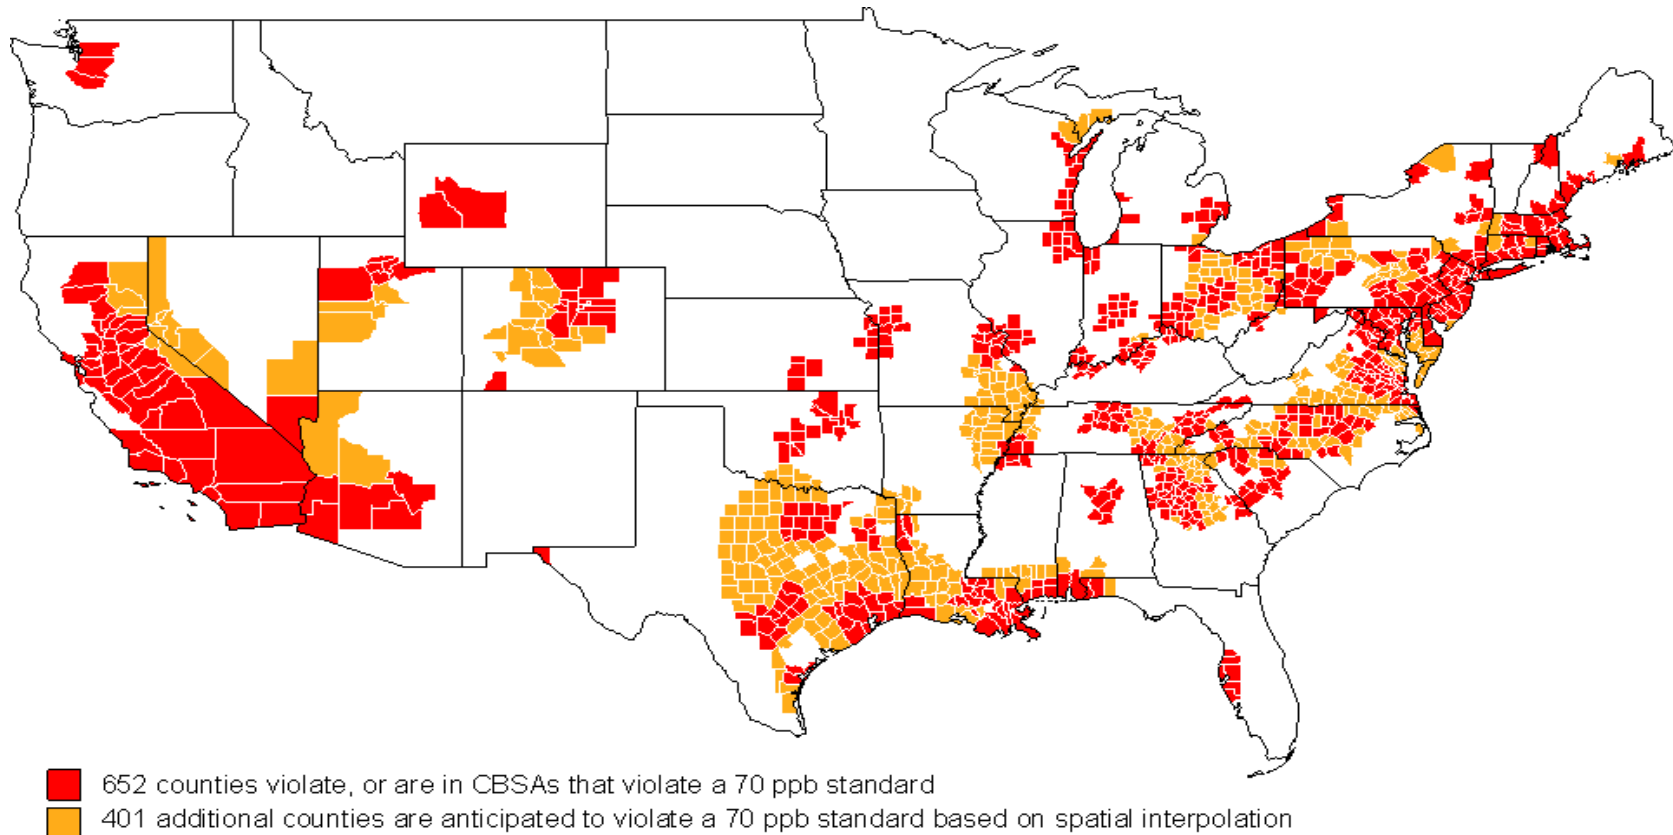 652 counties violate, or are in CBSAs that violate a 70 ppb standard
401 additional counties are anticipated to violate a 70 ppb standard based on spatial interpolation